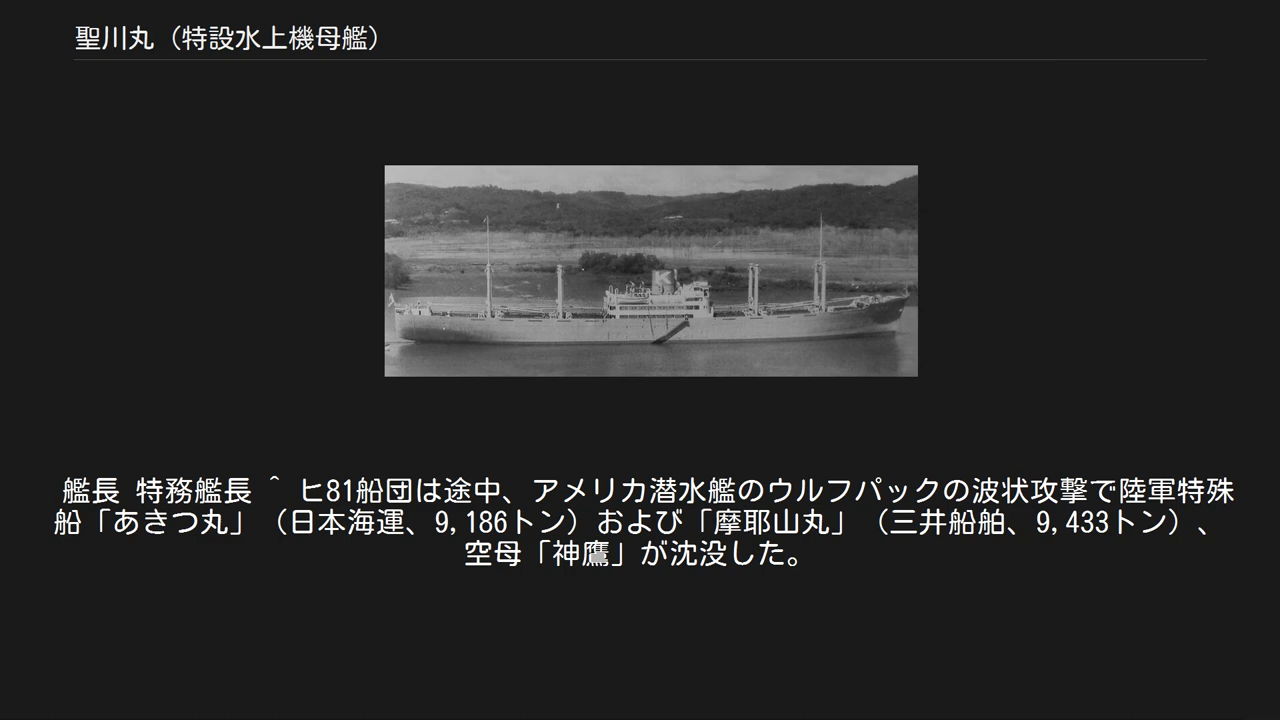 聖川丸（特設水上機母艦）
艦長 特務艦長 ^ ヒ81船団は途中、アメリカ潜水艦のウルフパックの波状攻撃で陸軍特殊
船「あきつ丸」（日本海運、9,186トン）および「摩耶山丸」（三井船舶、9,433トン）、
空母「神鷹」が沈没した。